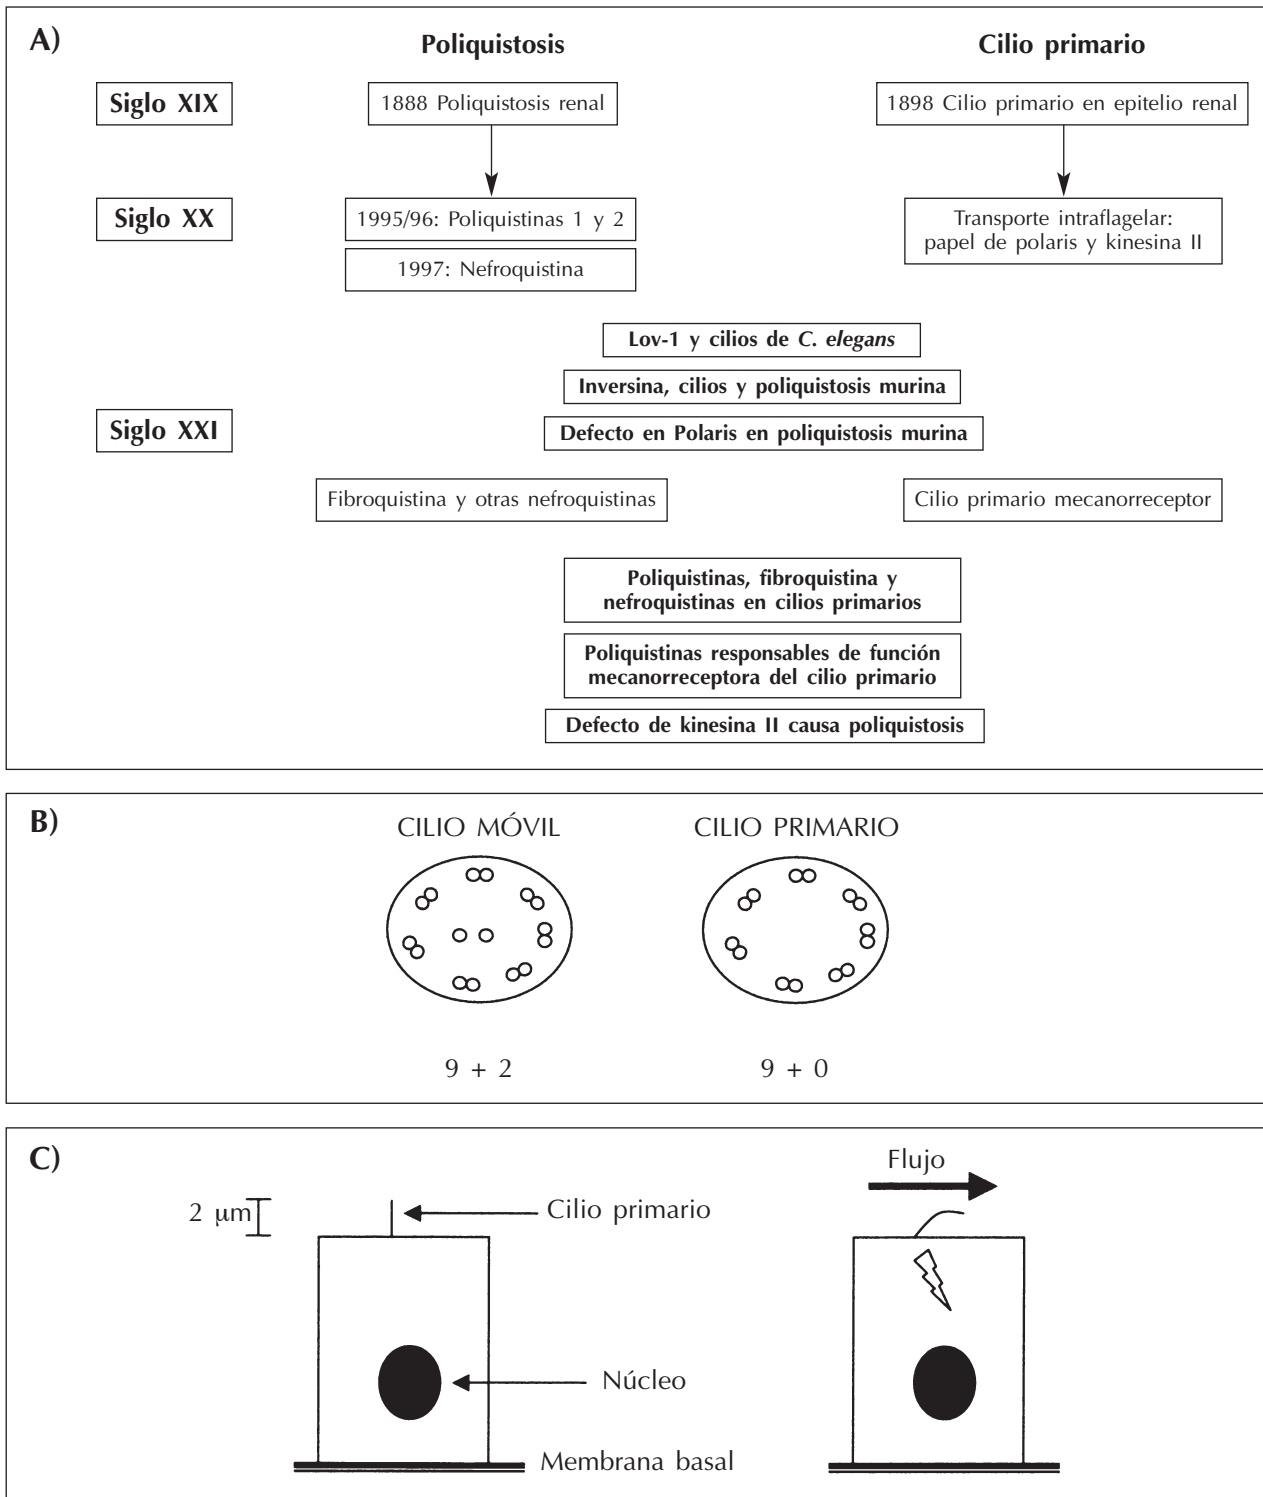 A)
Poliquistosis
Cilio primario
Siglo XIX
1888 Poliquistosis renal
1898 Cilio primario en epitelio renal
Siglo XX
1995/96: Poliquistinas 1 y 2
Transporte intraflagelar:
papel de polaris y kinesina II
1997: Nefroquistina
Lov-1 y cilios de C. elegans
Inversina, cilios y poliquistosis murina
Siglo XXI
Defecto en Polaris en poliquistosis murina
Fibroquistina y otras nefroquistinas
Cilio primario mecanorreceptor
Poliquistinas, fibroquistina y
nefroquistinas en cilios primarios
Poliquistinas responsables de función
mecanorreceptora del cilio primario
Defecto de kinesina II causa poliquistosis
B)
CILIO MÓVIL
CILIO PRIMARIO
9 + 2
9 + 0
C)
Flujo
2 μm
Cilio primario
Núcleo
Membrana basal